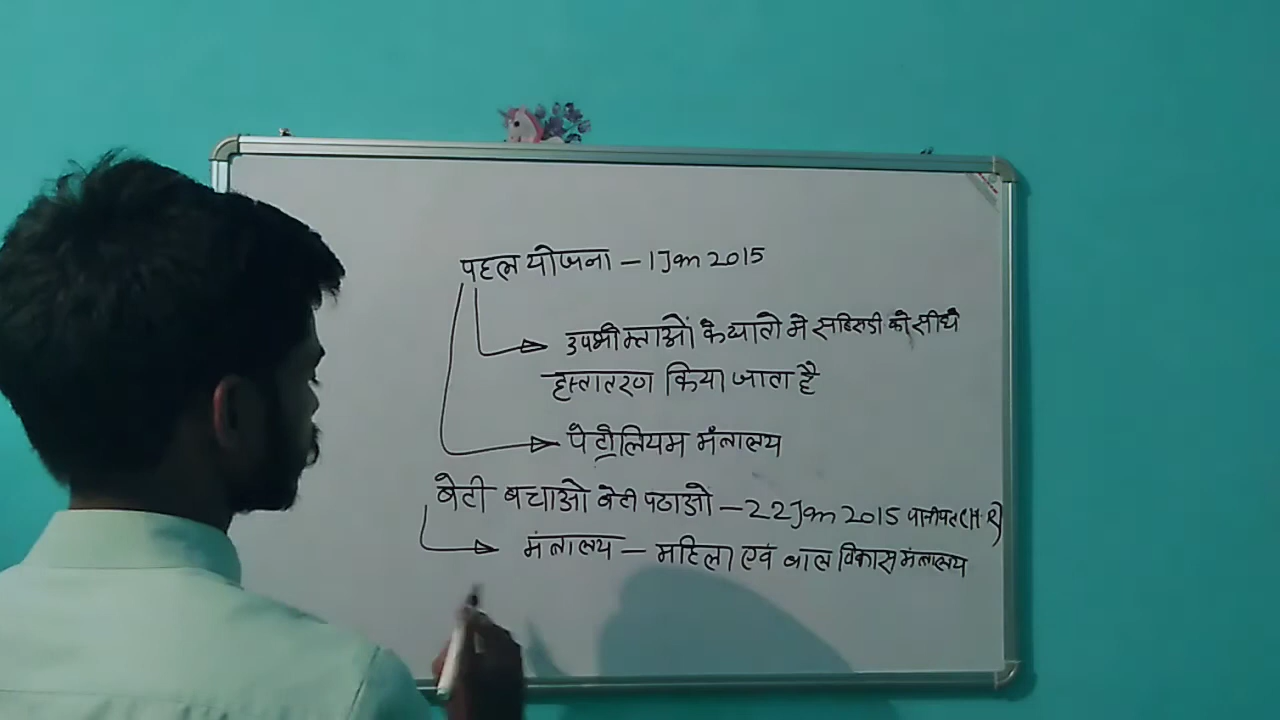 पहल योजना – 1 Jan 2015
उपभोक्ताओं के खातो मे सब्सिडी को सीधे
हस्तातरण किया जाता है
पेट्रोलियम मंत्रालय
बेटी बचाओ बेटी पठाओ – 22 Jan 2015 पानीपत (H.R)
मंत्रालय – महिला एवं बाल विकास मंत्रालय